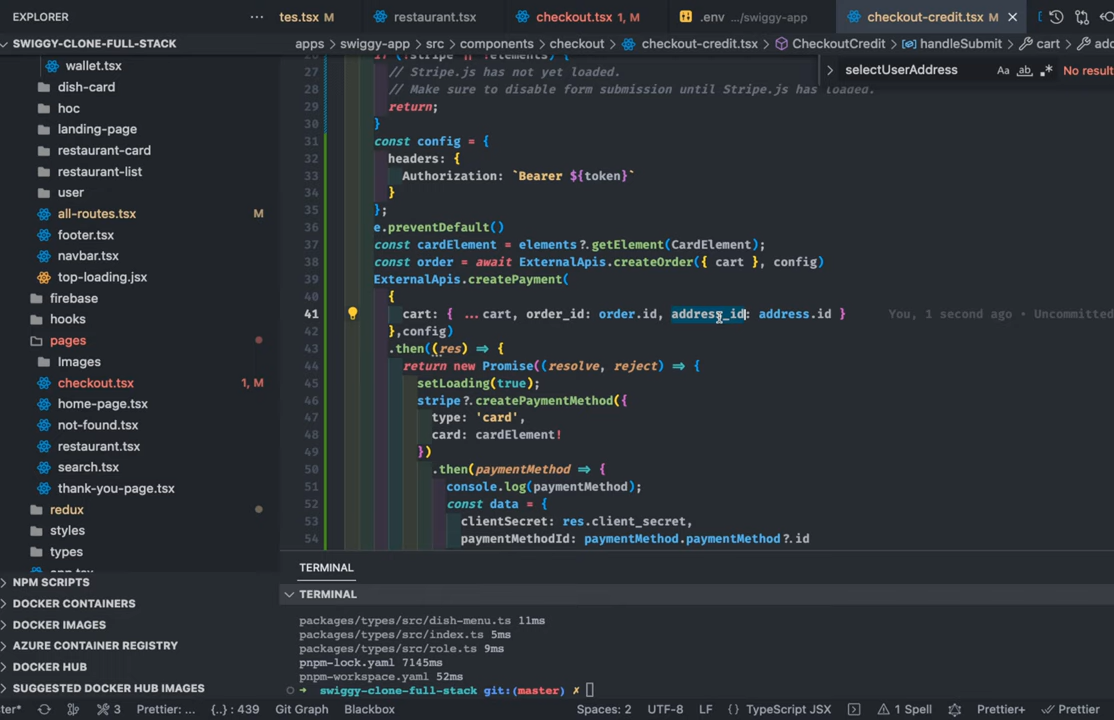 EXPLORER
...
tes.tsx M
restaurant.tsx
checkout.tsx 1, M
.env .../swiggy-app
checkout-credit.tsx M
SWIGGY-CLONE-FULL-STACK
apps > swiggy-app > src > components > checkout > checkout-credit.tsx > CheckoutCredit > handleSubmit > cart >
selectUserAddress
Aa ab
No result
wallet.tsx
dish-card
hoc
landing-page
restaurant-card
restaurant-list
user
all-routes.tsx M
footer.tsx
navbar.tsx
top-loading.jsx
firebase
hooks
pages
Images
checkout.tsx 1, M
home-page.tsx
not-found.tsx
restaurant.tsx
search.tsx
thank-you-page.tsx
redux
styles
types
NPM SCRIPTS
DOCKER CONTAINERS
DOCKER IMAGES
AZURE CONTAINER REGISTRY
DOCKER HUB
SUGGESTED DOCKER HUB IMAGES
27 // Stripe.js has not yet loaded.
28 // Make sure to disable form submission until Stripe.js has loaded.
29 return;
30 }
31 const config = {
32 headers: {
33 Authorization: `Bearer ${token}`
34 }
35 };
36 e.preventDefault()
37 const cardElement = elements?.getElement(CardElement);
38 const order = await ExternalApis.createOrder({ cart }, config)
39 ExternalApis.createPayment(
40 {
41 cart: { ...cart, order_id: order.id, address_id: address.id } You, 1 second ago • Uncommitted
42 },config)
43 .then((res) => {
44 return new Promise((resolve, reject) => {
45 setLoading(true);
46 stripe?.createPaymentMethod({
47 type: 'card',
48 card: cardElement!
49 })
50 .then(paymentMethod => {
51 console.log(paymentMethod);
52 const data = {
53 clientSecret: res.client_secret,
54 paymentMethodId: paymentMethod.paymentMethod?.id
TERMINAL
TERMINAL
packages/types/src/dish-menu.ts 11ms
packages/types/src/index.ts 5ms
packages/types/src/role.ts 9ms
pnpm-lock.yaml 7145ms
pnpm-workspace.yaml 52ms
→ swiggy-clone-full-stack git:(master) ✗
ster* 3 Prettier: ... {..} : 439 Git Graph Blackbox Spaces: 2 UTF-8 LF { } TypeScript JSX 1 Spell Prettier+ Prettier